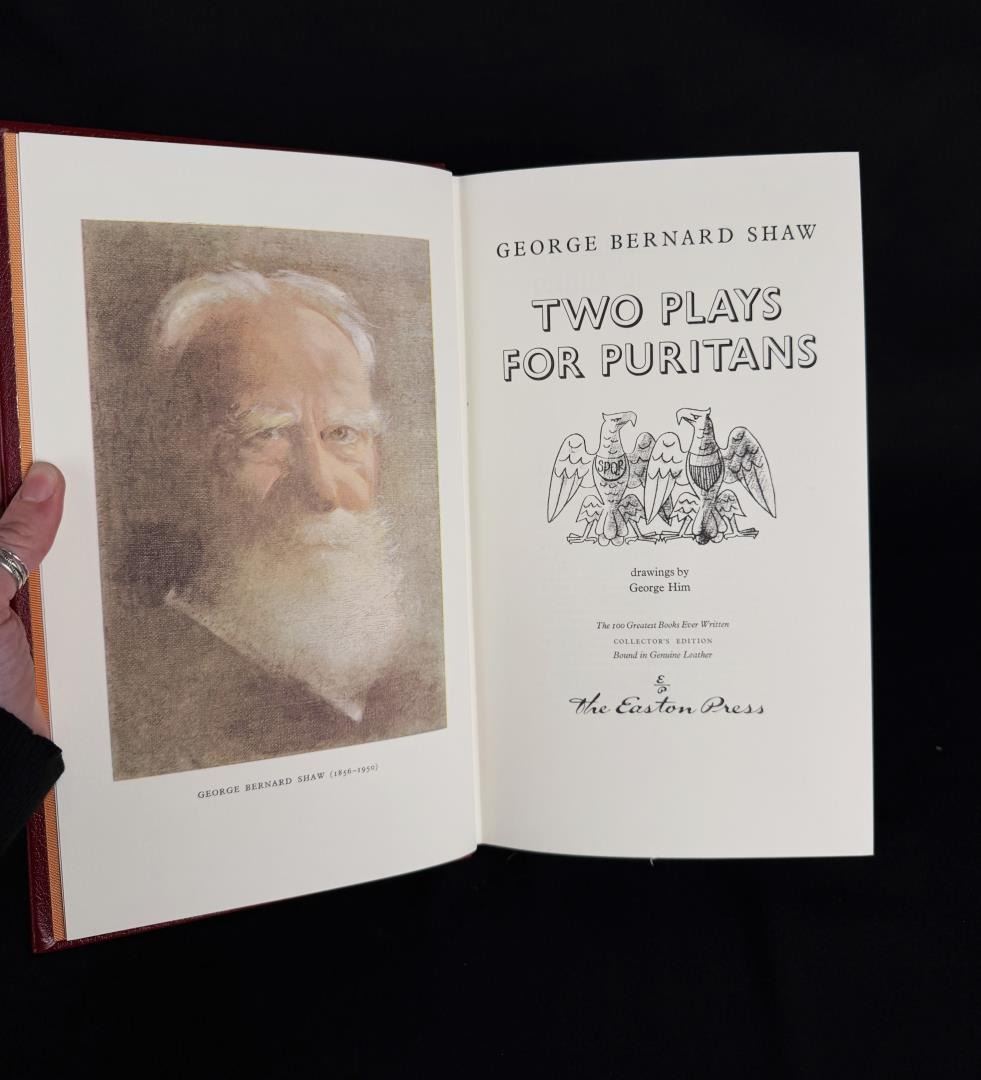 GEORGE BERNARD SHAW (1856–1950)
GEORGE BERNARD SHAW
TWO PLAYS
FOR PURITANS
SPQR
drawings by
George Him
The 100 Greatest Books Ever Written
COLLECTOR'S EDITION
Bound in Genuine Leather
E
P
The Easton Press